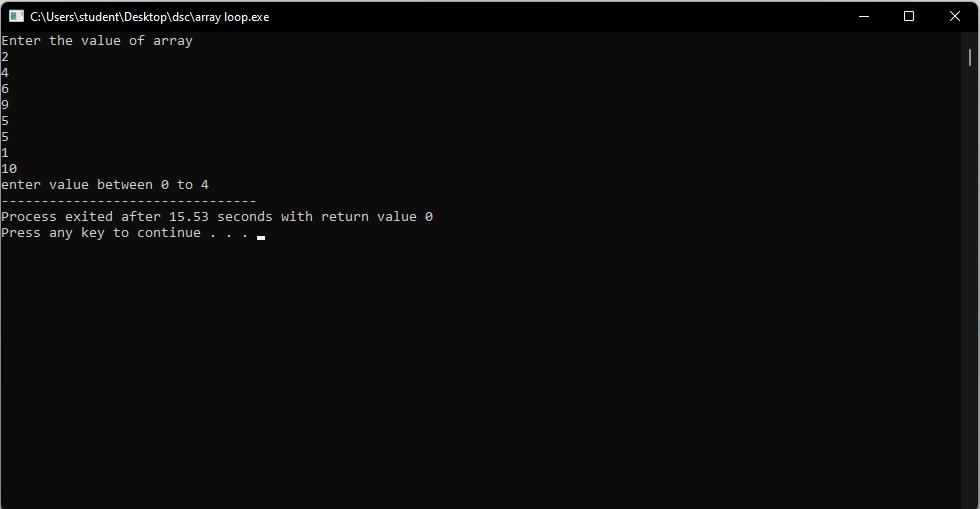 C:\Users\student\Desktop\dsc\array loop.exe
Enter the value of array
2
4
6
9
5
5
1
10
enter value between 0 to 4
--------------------------------
Process exited after 15.53 seconds with return value 0
Press any key to continue . . .